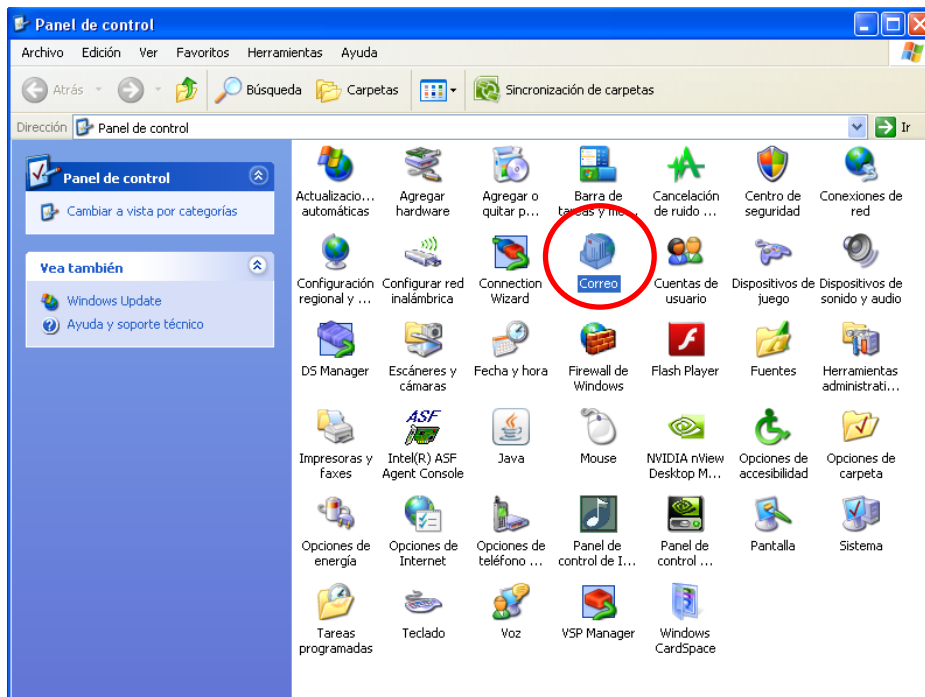 Panel de control
Archivo Edición Ver Favoritos Herramientas Ayuda
Atrás Búsqueda Carpetas Sincronización de carpetas
Dirección Panel de control Ir
Panel de control
Cambiar a vista por categorías
Vea también
Windows Update
Ayuda y soporte técnico
Actualizacio... Agregar Agregar o Barra de Cancelación Centro de Conexiones de
automáticas hardware quitar p... tareas y me... de ruido ... seguridad red
Configuración Configurar red Connection Correo Cuentas de Dispositivos de Dispositivos de
regional y ... inalámbrica Wizard usuario juego sonido y audio
DS Manager Escáneres y Fecha y hora Firewall de Flash Player Fuentes Herramientas
cámaras Windows administrati...
ASF
Impresoras y Intel(R) ASF Java Mouse NVIDIA nView Opciones de Opciones de
faxes Agent Console Desktop M... accesibilidad carpeta
Opciones de Opciones de Opciones de Panel de Panel de Pantalla Sistema
energía Internet teléfono ... control de I... control ...
Tareas Teclado Voz VSP Manager Windows
programadas CardSpace